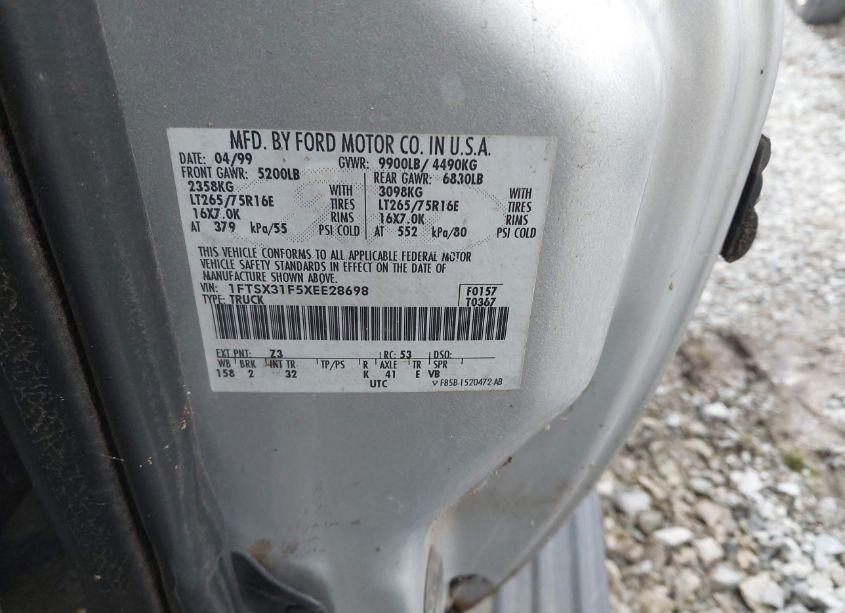 MFD. BY FORD MOTOR CO. IN U.S.A.
DATE: 04/99 GVWR: 9900LB/ 4490KG
FRONT GAWR: 5200LB REAR GAWR: 6830LB
2358KG WITH 3098KG WITH
LT265/75R16E TIRES LT265/75R16E TIRES
16X7.0K RIMS 16X7.0K RIMS
AT 379 kPa/55 PSI COLD AT 552 kPa/80 PSI COLD
THIS VEHICLE CONFORMS TO ALL APPLICABLE FEDERAL MOTOR
VEHICLE SAFETY STANDARDS IN EFFECT ON THE DATE OF
MANUFACTURE SHOWN ABOVE.
VIN: 1FTSX31F5XEE28698 F0157
TYPE: TRUCK T0367
EXT PNT: Z3 RC: 53 DSO:
WB BRK INT TR TP/PS R AXLE TR SPR
158 2 32 K 41 E VB
UTC F85B-1520472-AB